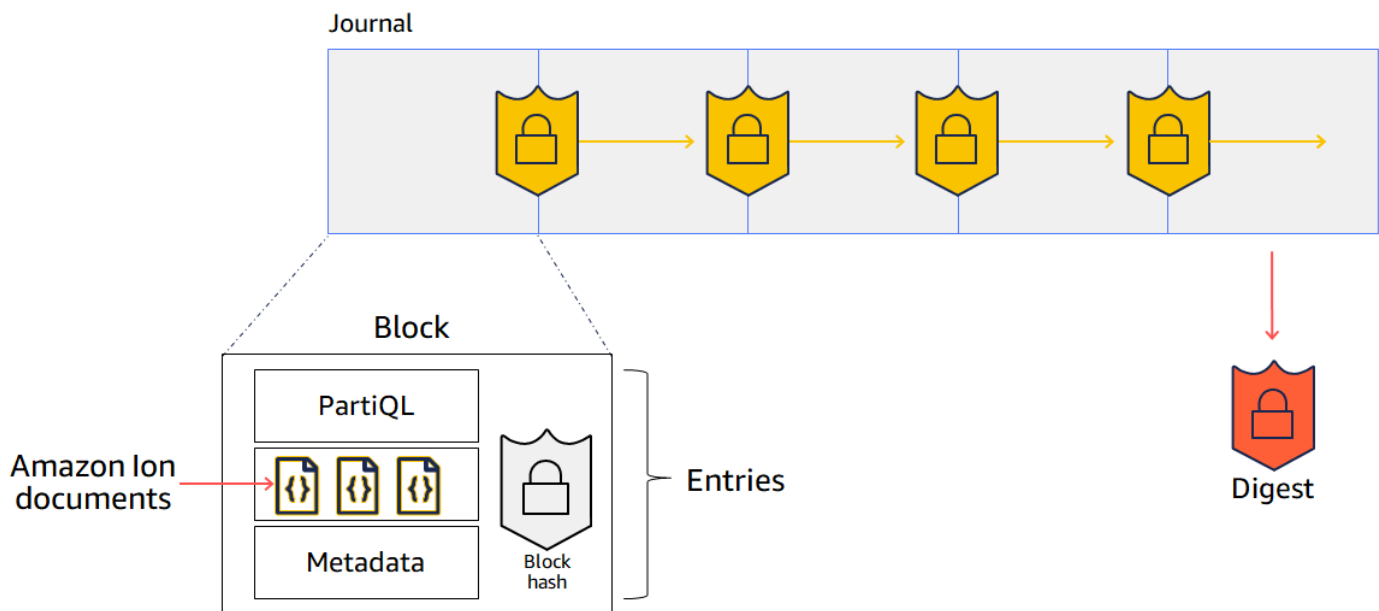 Journal
Block
PartiQL
Amazon Ion
documents
{} {} {}
Metadata
Block
hash
Entries
Digest